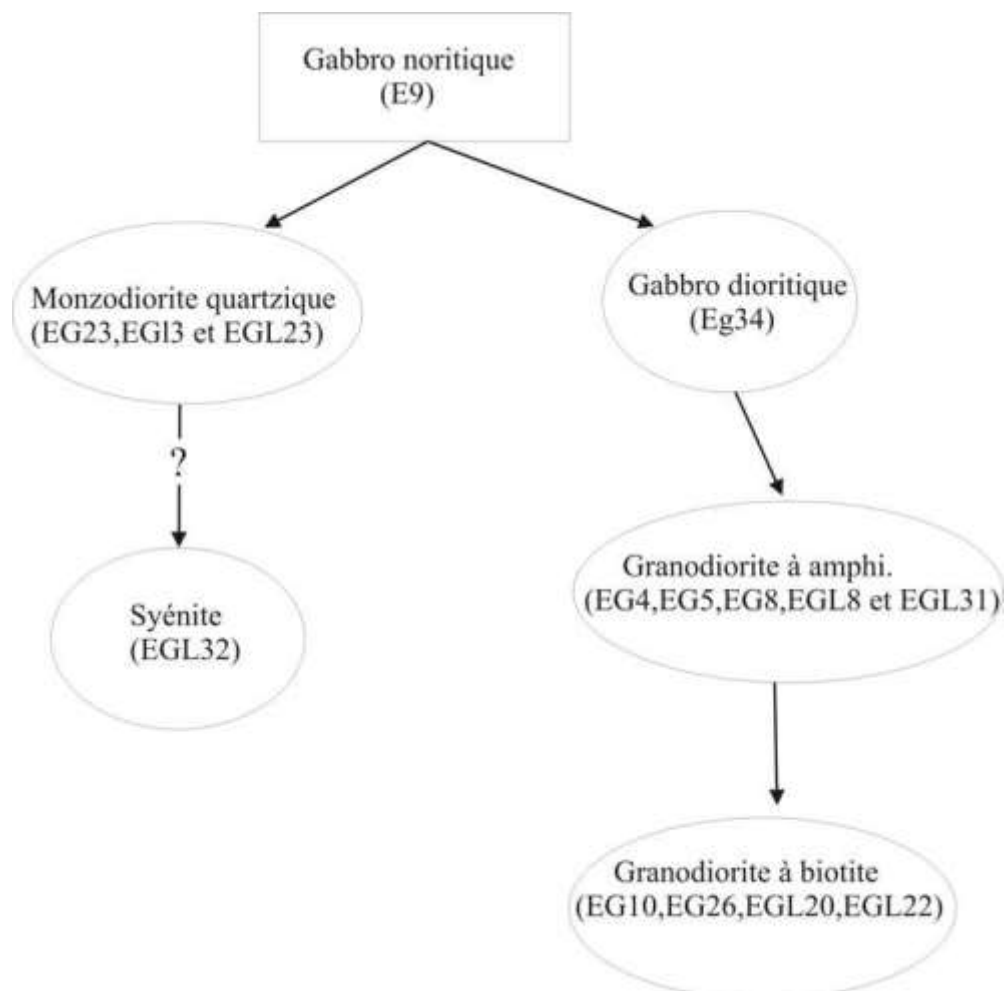 Gabbro noritique
(E9)
Monzodiorite quartzique
(EG23,EGl3 et EGL23)
Gabbro dioritique
(Eg34)
?
Syénite
(EGL32)
Granodiorite à amphi.
(EG4,EG5,EG8,EGL8 et EGL31)
Granodiorite à biotite
(EG10,EG26,EGL20,EGL22)